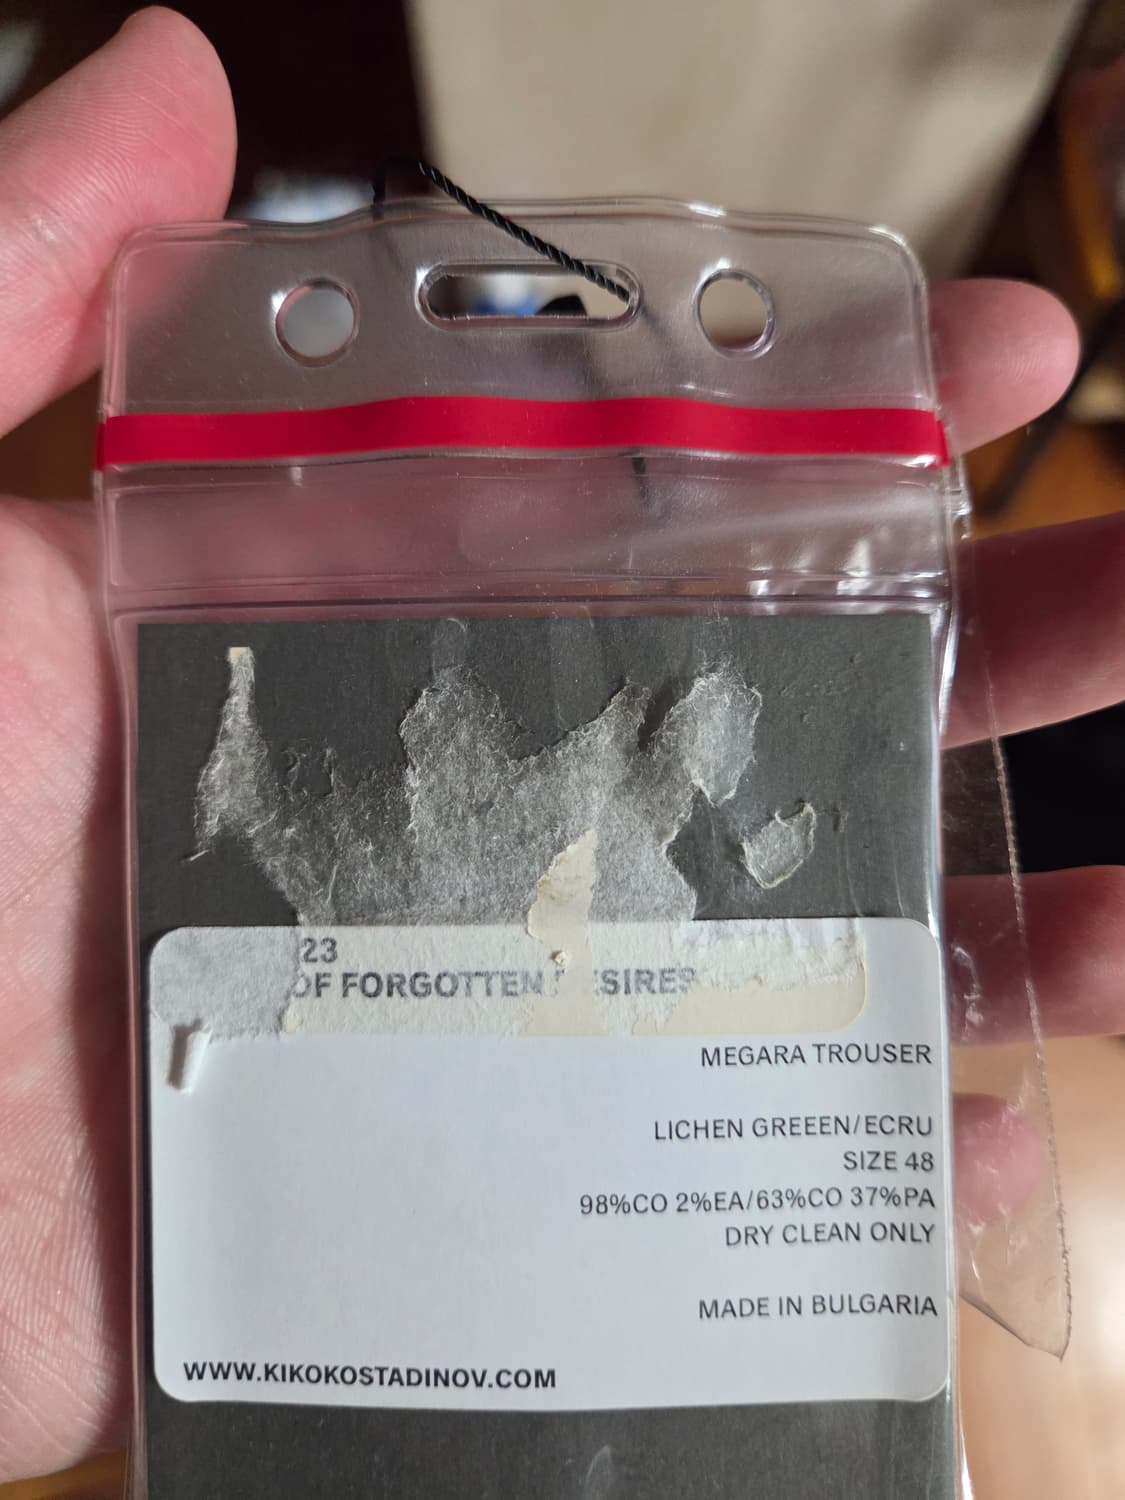 23
OF FORGOTTEN DESIRES
MEGARA TROUSER
LICHEN GREEEN/ECRU
SIZE 48
98%CO 2%EA/63%CO 37%PA
DRY CLEAN ONLY
MADE IN BULGARIA
WWW.KIKOKOSTADINOV.COM